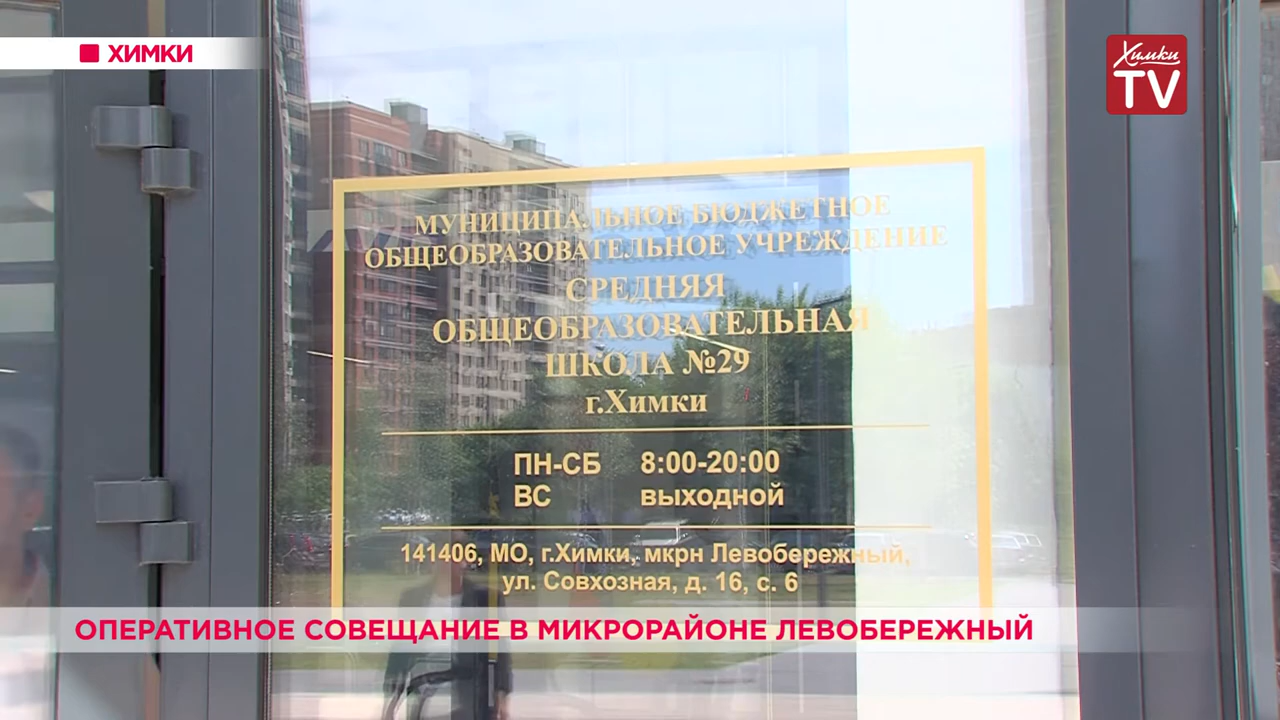 ХИМКИ
Химки
TV
МУНИЦИПАЛЬНОЕ БЮДЖЕТНОЕ
ОБЩЕОБРАЗОВАТЕЛЬНОЕ УЧРЕЖДЕНИЕ
СРЕДНЯЯ
ОБЩЕОБРАЗОВАТЕЛЬНАЯ
ШКОЛА №29
г.Химки
ПН-СБ 8:00-20:00
ВС выходной
141406, МО, г.Химки, мкрн Левобережный,
ул. Совхозная, д. 16, с. 6
ОПЕРАТИВНОЕ СОВЕЩАНИЕ В МИКРОРАЙОНЕ ЛЕВОБЕРЕЖНЫЙ